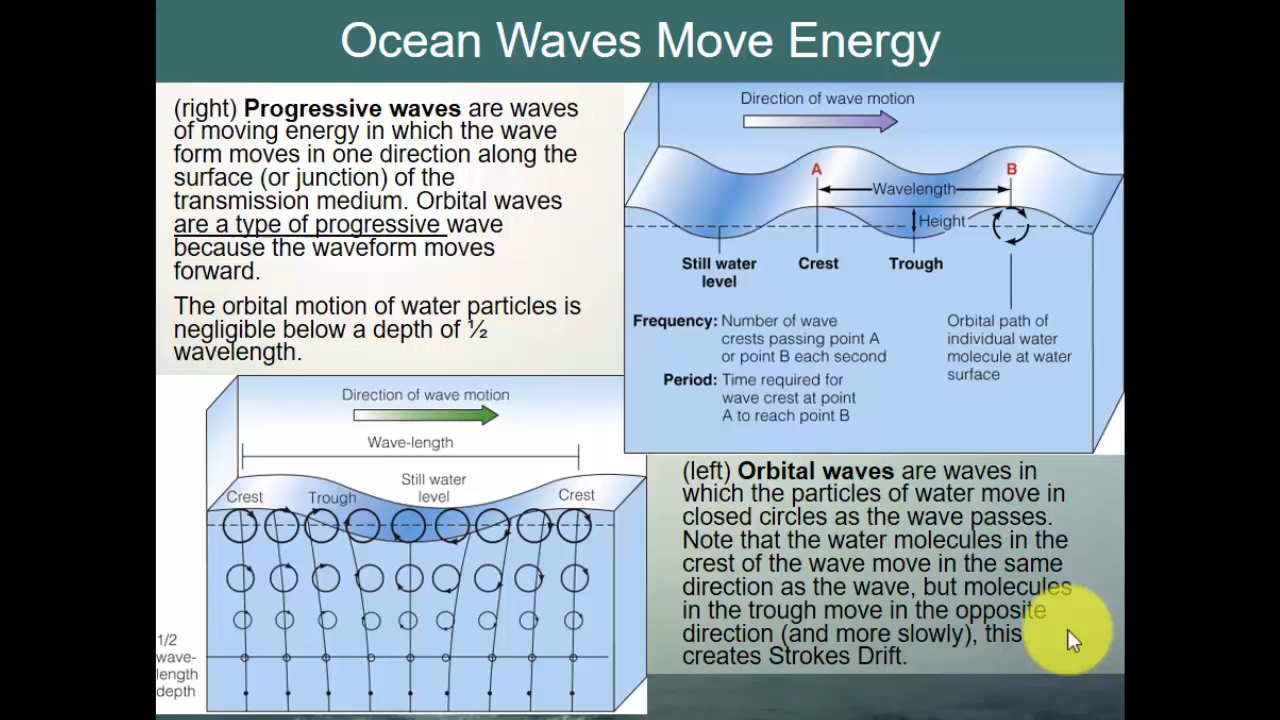 Ocean Waves Move Energy
(right) Progressive waves are waves
of moving energy in which the wave
form moves in one direction along the
surface (or junction) of the
transmission medium. Orbital waves
are a type of progressive wave
because the waveform moves
forward.
The orbital motion of water particles is
negligible below a depth of ½
wavelength.
Direction of wave motion
A
B
Wavelength
Height
Still water
level
Crest
Trough
Frequency: Number of wave
crests passing point A
or point B each second
Period: Time required for
wave crest at point
A to reach point B
Orbital path of
individual water
molecule at water
surface
Direction of wave motion
Wave-length
Still water
level
Crest
Trough
Crest
1/2
wave-
length
depth
(left) Orbital waves are waves in
which the particles of water move in
closed circles as the wave passes.
Note that the water molecules in the
crest of the wave move in the same
direction as the wave, but molecules
in the trough move in the opposite
direction (and more slowly), this
creates Strokes Drift.